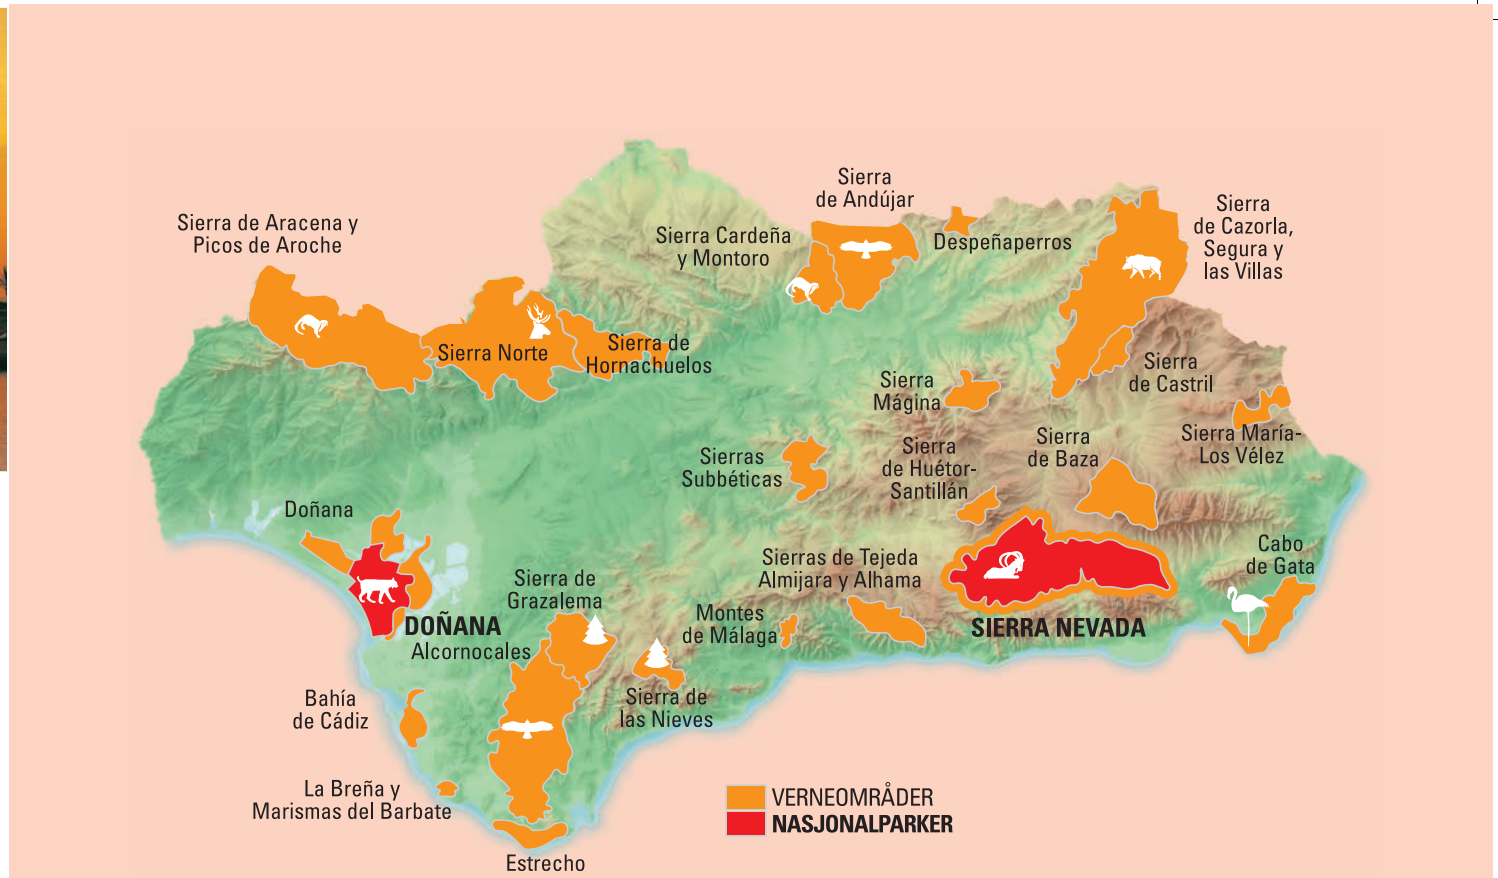 Sierra
de Andújar
Sierra de Aracena y
Picos de Aroche
Sierra Cardeña
y Montoro
Despeñaperros
Sierra
de Cazorla,
Segura y
las Villas
Sierra Norte
Sierra de
Hornachuelos
Sierra
Mágina
Sierra
de Castril
Sierra María-
Los Vélez
Sierras
Subbéticas
Sierra
de Huétor-
Santillán
Sierra
de Baza
Doñana
Cabo
de Gata
Sierra de
Grazalema
Sierras de Tejeda
Almijara y Alhama
Montes
de Málaga
DOÑANA
Alcornocales
SIERRA NEVADA
Bahía
de Cádiz
Sierra de
las Nieves
La Breña y
Marismas del Barbate
Estrecho
VERNEOMRÅDER
NASJONALPARKER